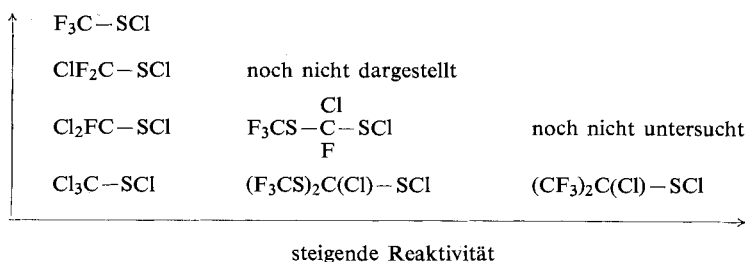 F₃C—SCl
ClF₂C—SCl noch nicht dargestellt
Cl
Cl₂FC—SCl F₃CS—C—SCl noch nicht untersucht
F
Cl₃C—SCl (F₃CS)₂C(Cl)—SCl (CF₃)₂C(Cl)—SCl
steigende Reaktivität